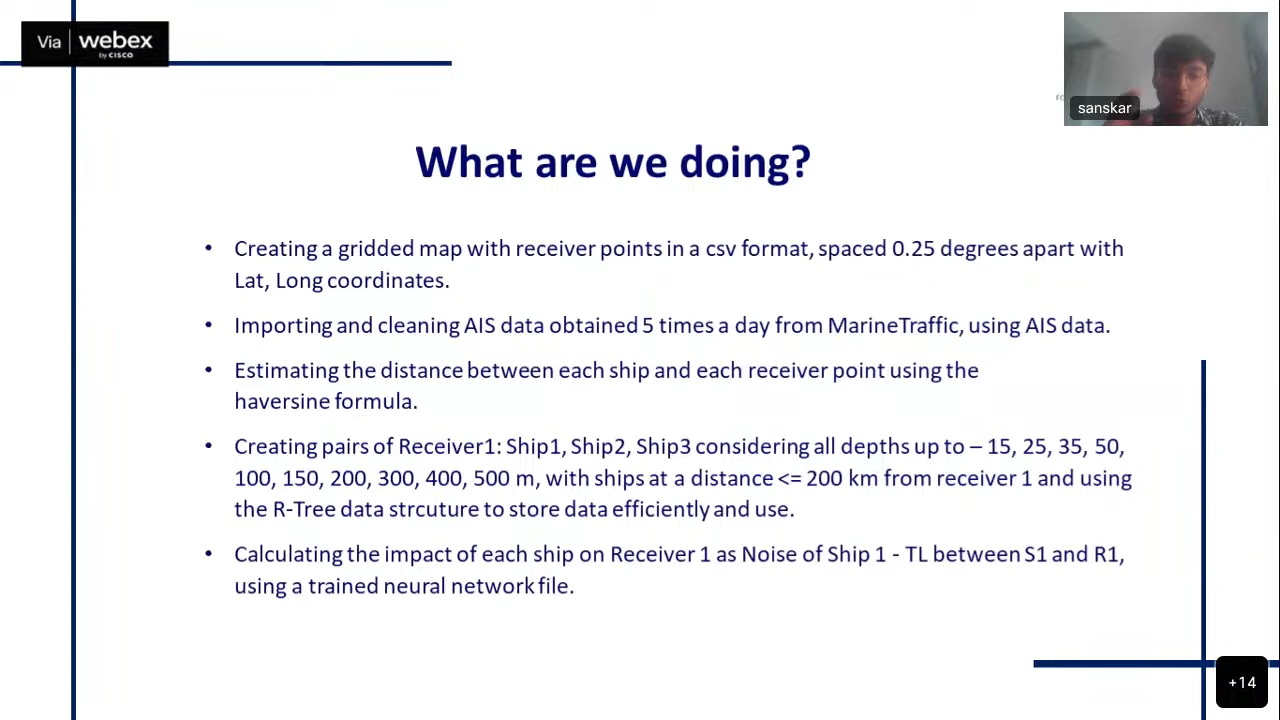 Via webex
by CISCO
sanskar
What are we doing?
• Creating a gridded map with receiver points in a csv format, spaced 0.25 degrees apart with
Lat, Long coordinates.
• Importing and cleaning AIS data obtained 5 times a day from MarineTraffic, using AIS data.
• Estimating the distance between each ship and each receiver point using the
haversine formula.
• Creating pairs of Receiver1: Ship1, Ship2, Ship3 considering all depths up to – 15, 25, 35, 50,
100, 150, 200, 300, 400, 500 m, with ships at a distance <= 200 km from receiver 1 and using
the R-Tree data strcuture to store data efficiently and use.
• Calculating the impact of each ship on Receiver 1 as Noise of Ship 1 - TL between S1 and R1,
using a trained neural network file.
+14